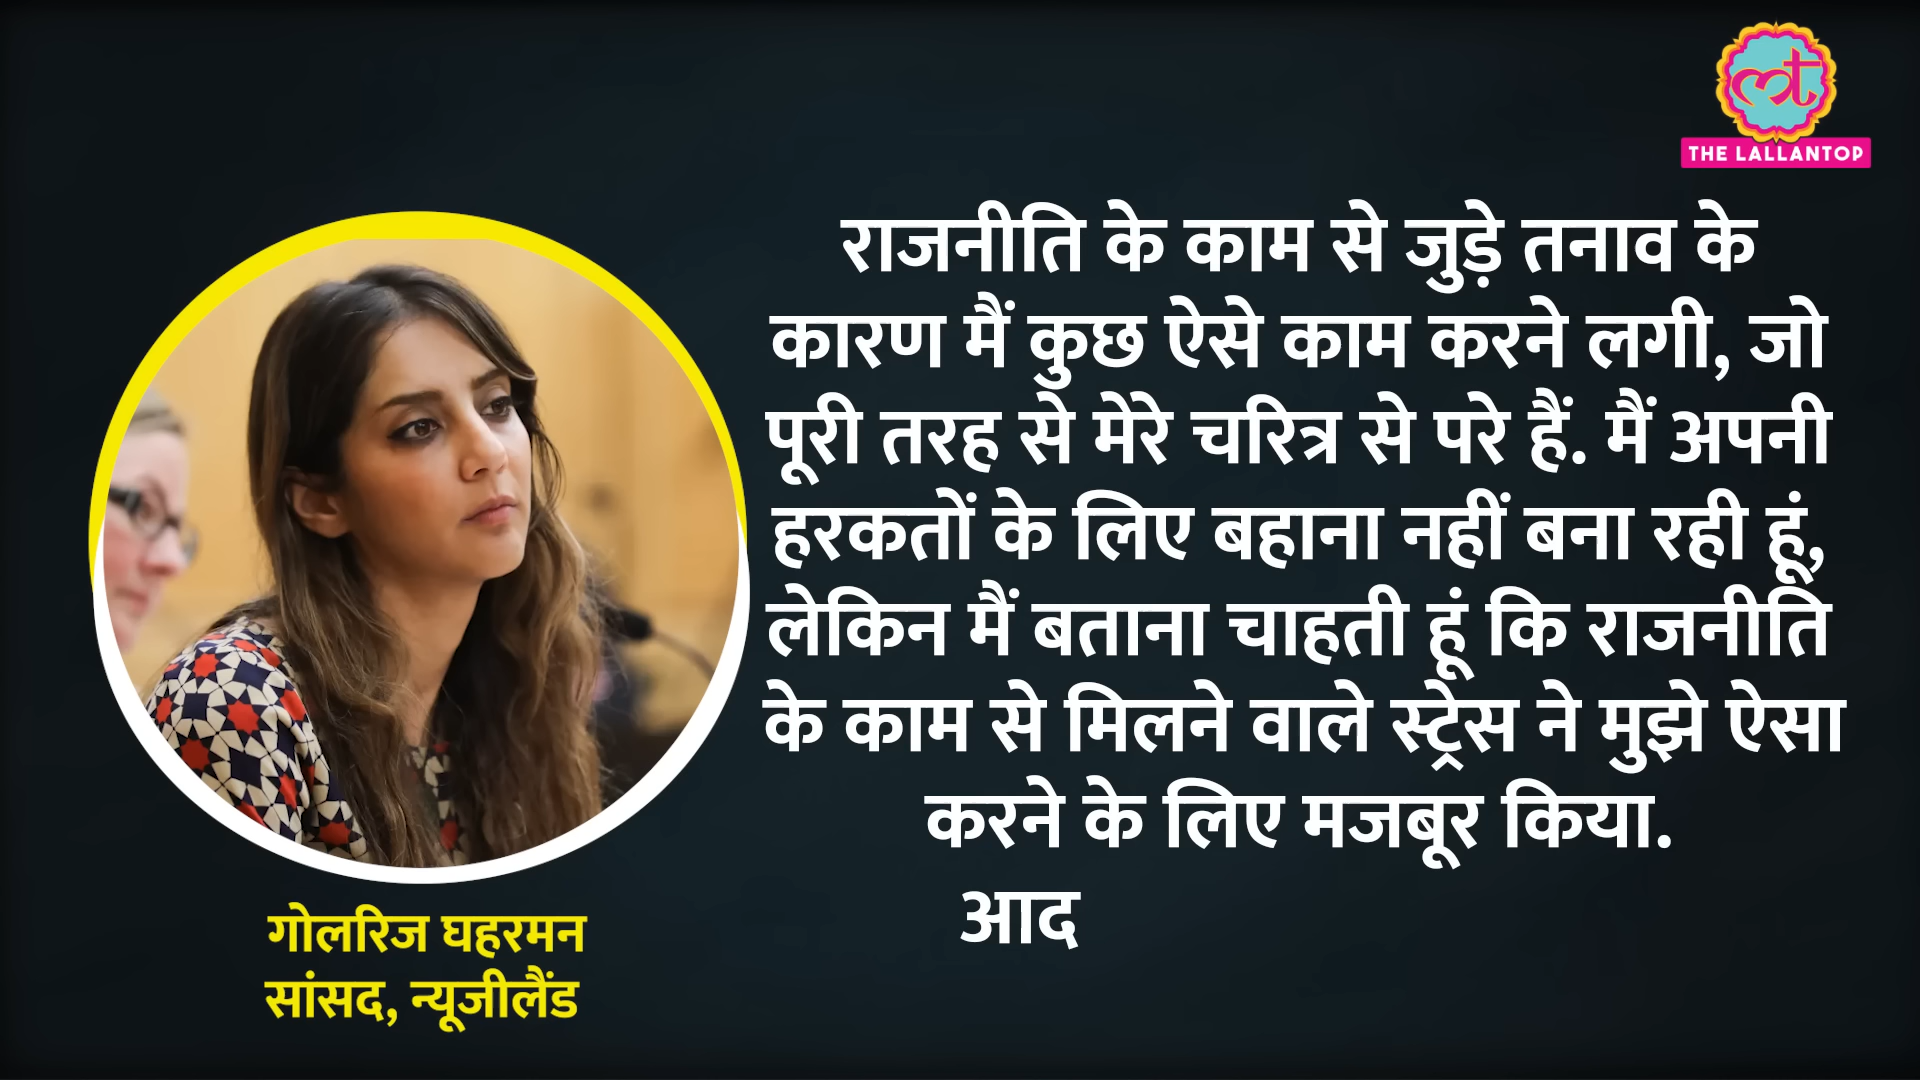 THE LALLANTOP
राजनीति के काम से जुड़े तनाव के
कारण मैं कुछ ऐसे काम करने लगी, जो
पूरी तरह से मेरे चरित्र से परे हैं. मैं अपनी
हरकतों के लिए बहाना नहीं बना रही हूं,
लेकिन मैं बताना चाहती हूं कि राजनीति
के काम से मिलने वाले स्ट्रेस ने मुझे ऐसा
करने के लिए मजबूर किया.
आद
गोलरिज घहरमन
सांसद, न्यूजीलैंड